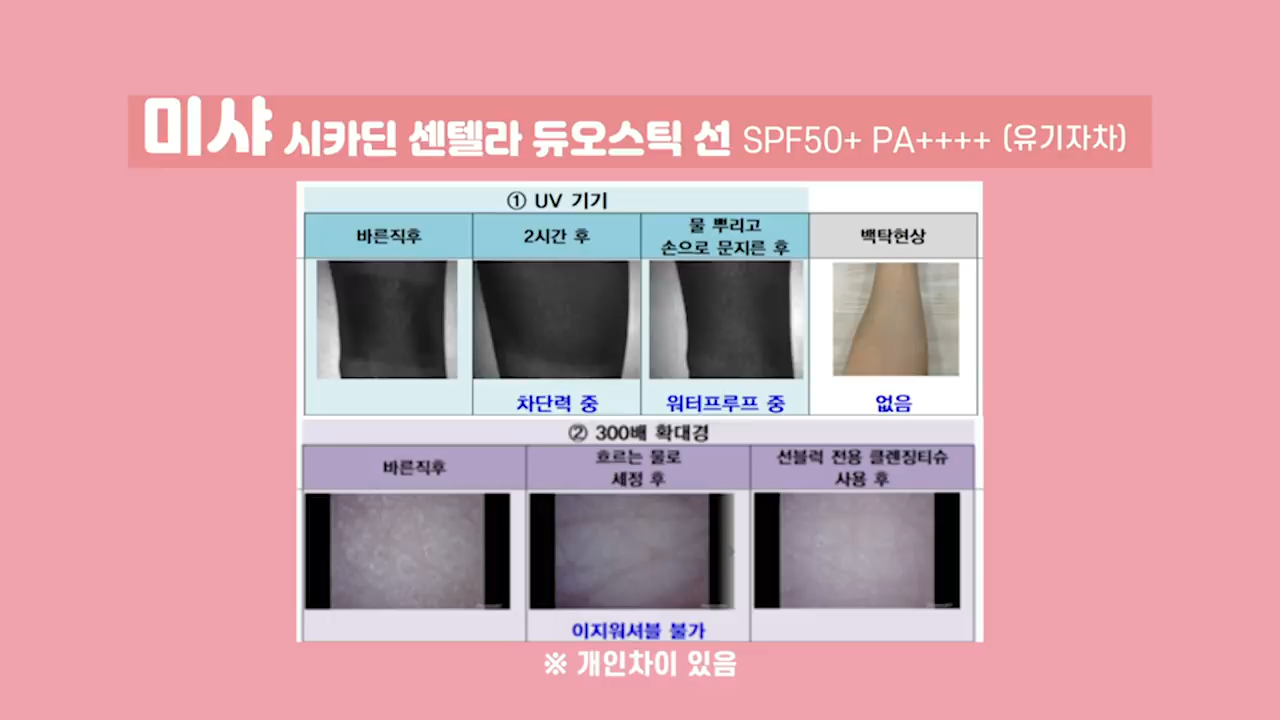 미샤 시카딘 센텔라 듀오스틱 선 SPF50+ PA++++ (유기자차)
① UV 기기
바른직후
2시간 후
물 뿌리고
손으로 문지른 후
백탁현상
차단력 중
워터프루프 중
없음
② 300배 확대경
바른직후
흐르는 물로
세정 후
선블럭 전용 클렌징티슈
사용 후
이지워셔블 불가
※ 개인차이 있음